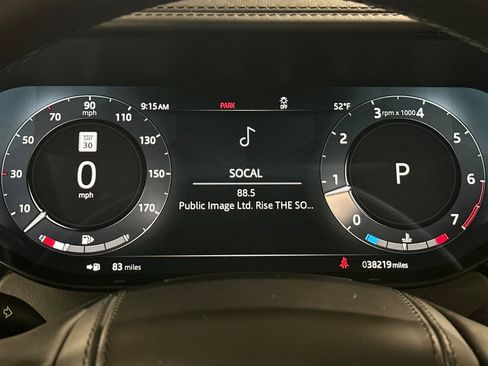 9:15AM PARK OFF 52°F
90
mph
70 110
50 130
30 150
10 170
SPEED LIMIT
30
0
mph
SOCAL
88.5
Public Image Ltd. Rise THE SO...
3 rpm x 1000 4
2 5
1 6
0 7
P
83 miles
038219 miles